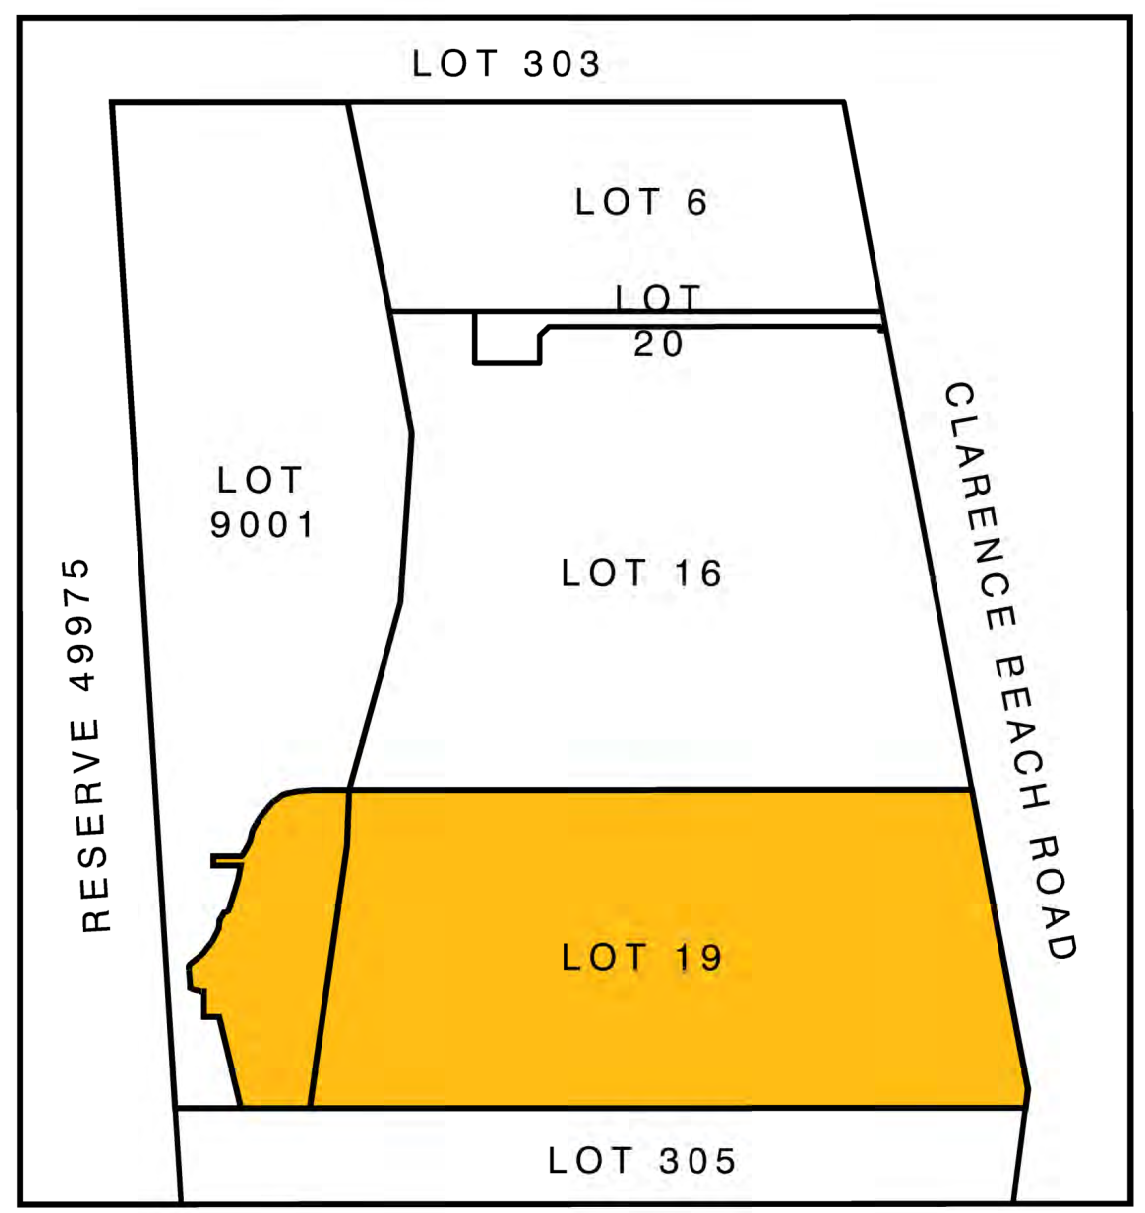 LOT 303
LOT 6
LOT
20
CLARENCE BEACH ROAD
LOT
9001
LOT 16
RESERVE 49975
LOT 19
LOT 305